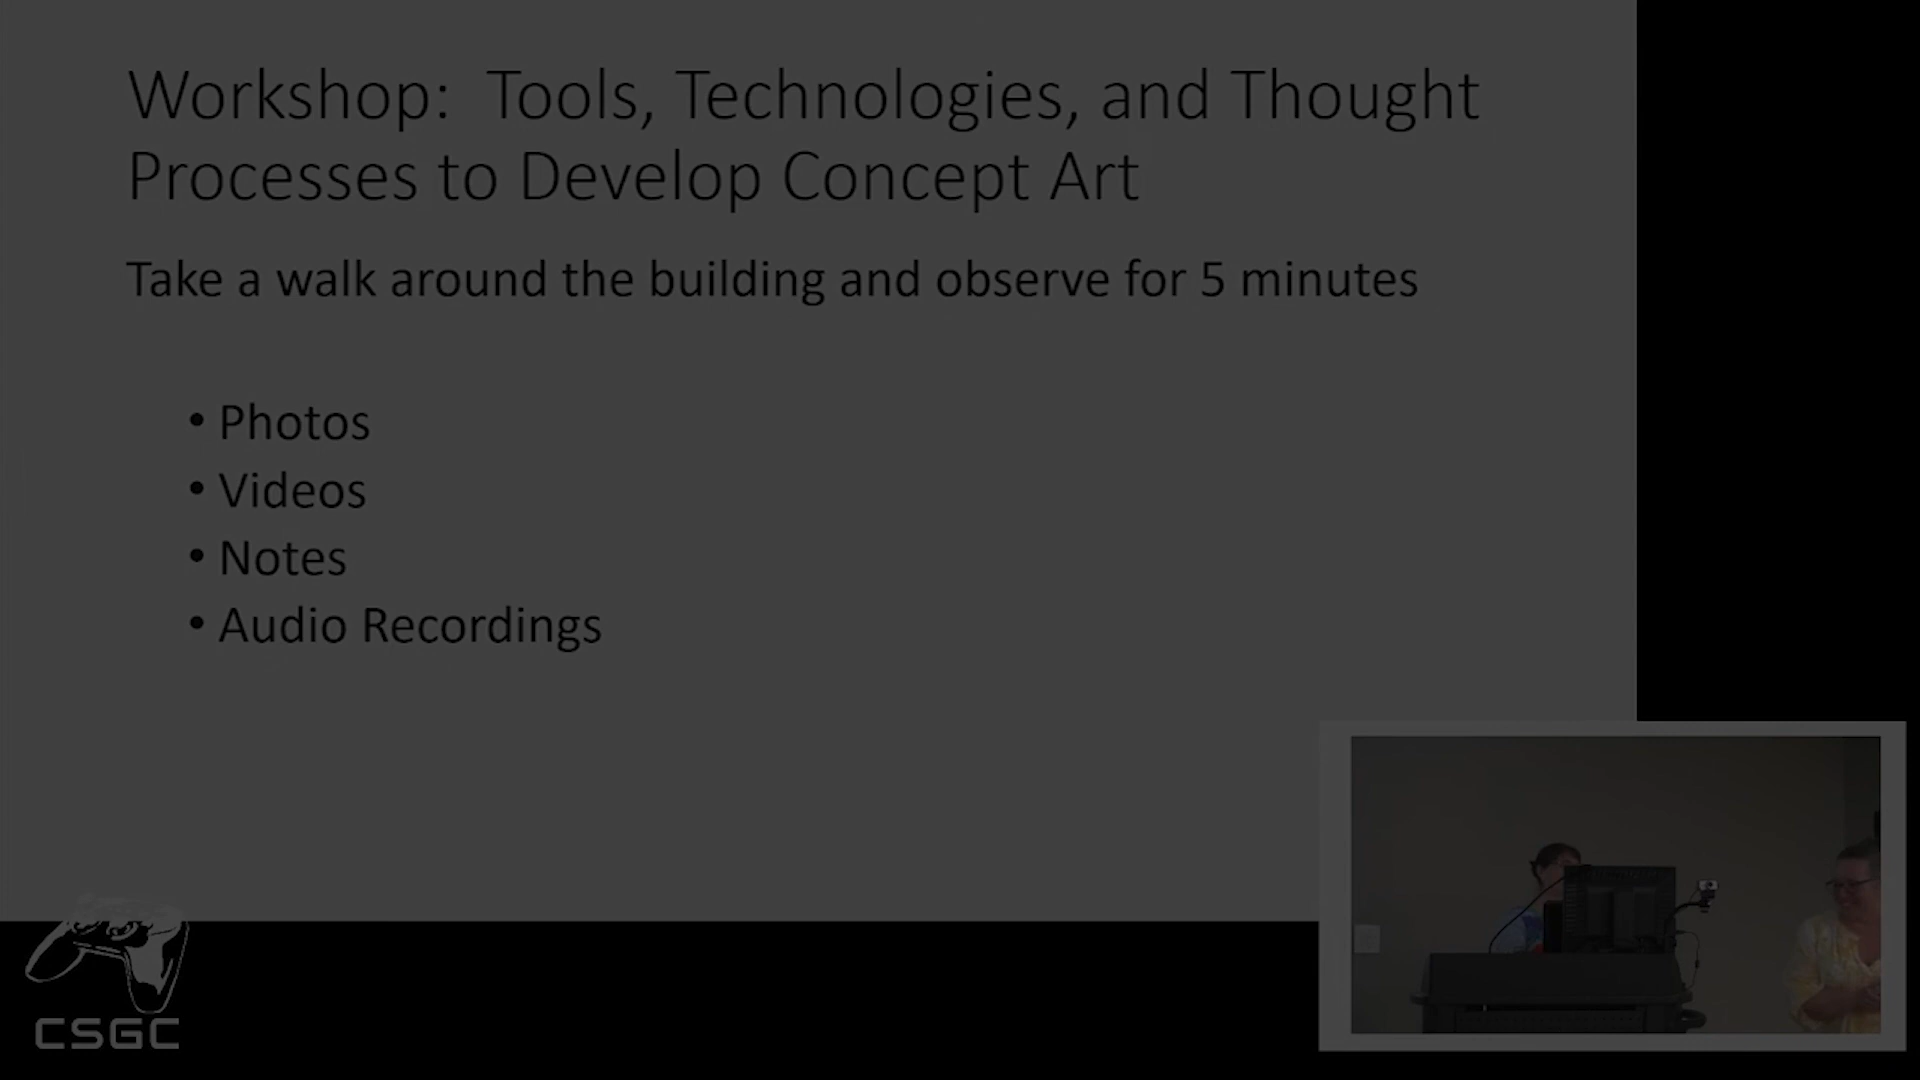 Workshop:  Tools, Technologies, and Thought
Processes to Develop Concept Art
Take a walk around the building and observe for 5 minutes
• Photos
• Videos
• Notes
• Audio Recordings
CSGC